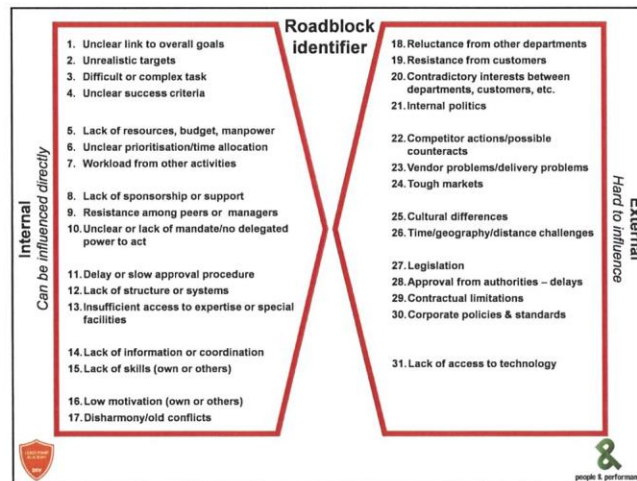 Roadblock
identifier
1. Unclear link to overall goals
2. Unrealistic targets
3. Difficult or complex task
4. Unclear success criteria
5. Lack of resources, budget, manpower
6. Unclear prioritisation/time allocation
7. Workload from other activities
8. Lack of sponsorship or support
9. Resistance among peers or managers
10. Unclear or lack of mandate/no delegated
power to act
11. Delay or slow approval procedure
12. Lack of structure or systems
13. Insufficient access to expertise or special
facilities
14. Lack of information or coordination
15. Lack of skills (own or others)
16. Low motivation (own or others)
17. Disharmony/old conflicts
Internal
Can be influenced directly
18. Reluctance from other departments
19. Resistance from customers
20. Contradictory interests between
departments, customers, etc.
21. Internal politics
22. Competitor actions/possible
counteracts
23. Vendor problems/delivery problems
24. Tough markets
25. Cultural differences
26. Time/geography/distance challenges
27. Legislation
28. Approval from authorities – delays
29. Contractual limitations
30. Corporate policies & standards
31. Lack of access to technology
External
Hard to influence
&
people & performance